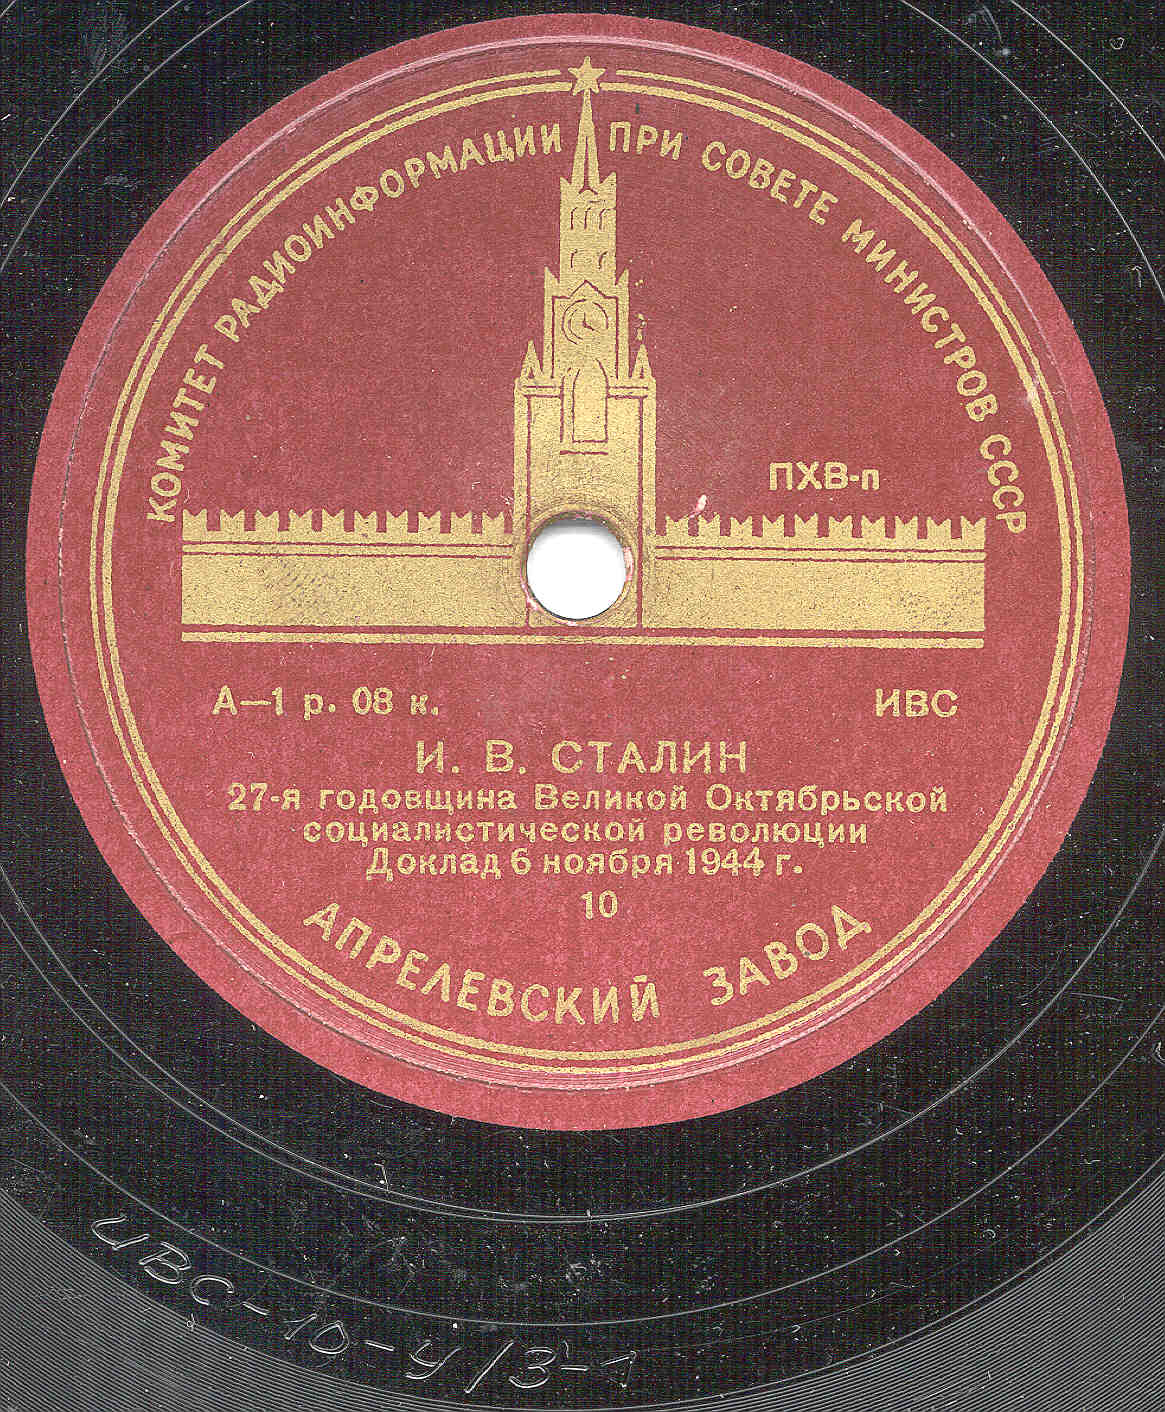 КОМИТЕТ РАДИОИНФОРМАЦИИ ПРИ СОВЕТЕ МИНИСТРОВ СССР
ПХВ-п
А—1 р. 08 к.
ИВС
И. В. СТАЛИН
27-я годовщина Великой Октябрьской
социалистической революции
Доклад 6 ноября 1944 г.
10
АПРЕЛЕВСКИЙ ЗАВОД
ИВС-10-У/3-1